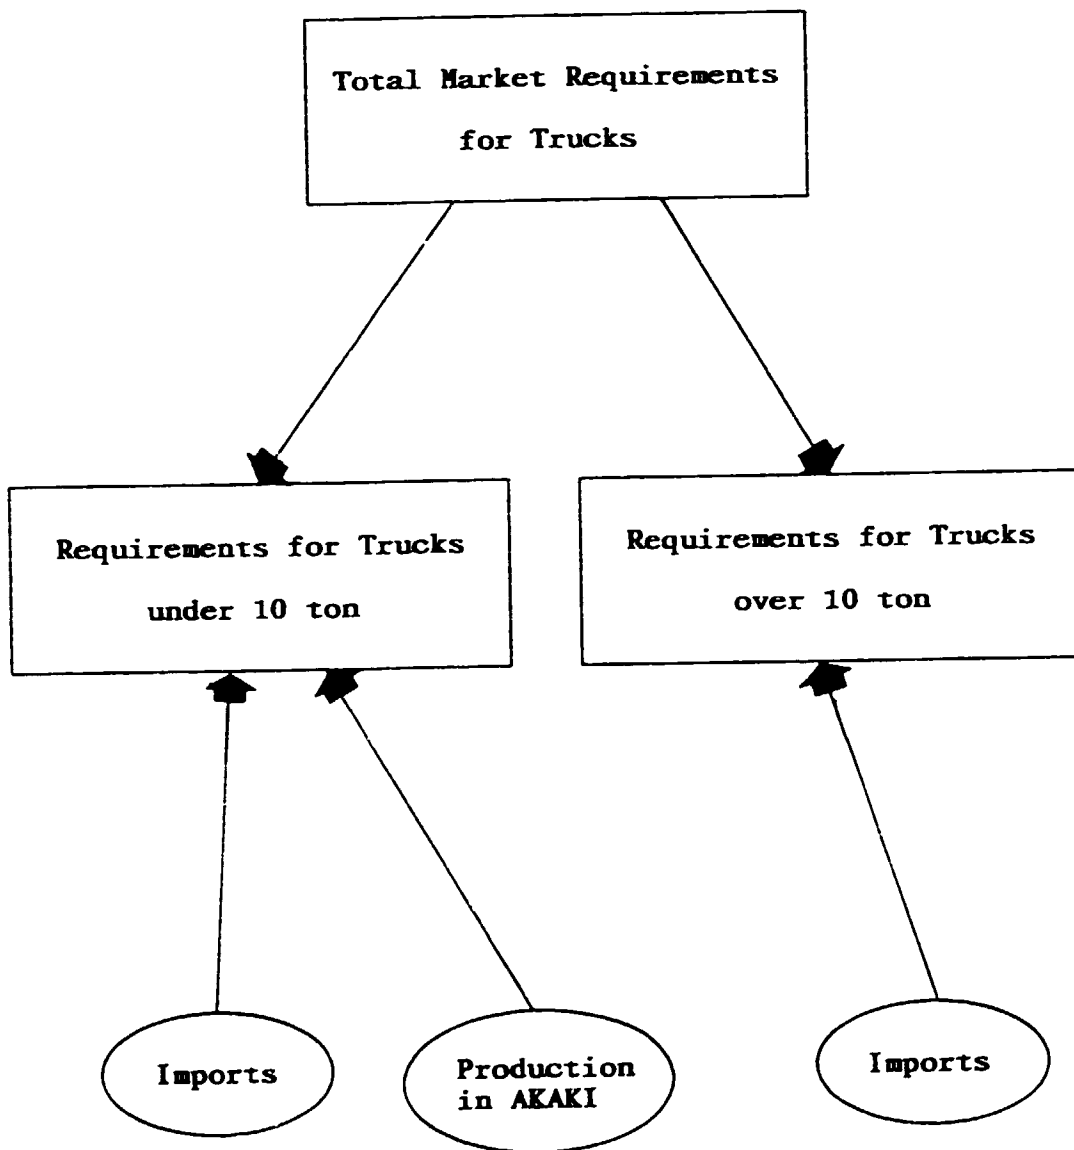 Total Market Requirements
for Trucks
Requirements for Trucks
under 10 ton
Requirements for Trucks
over 10 ton
Imports
Production
in AKAKI
Imports